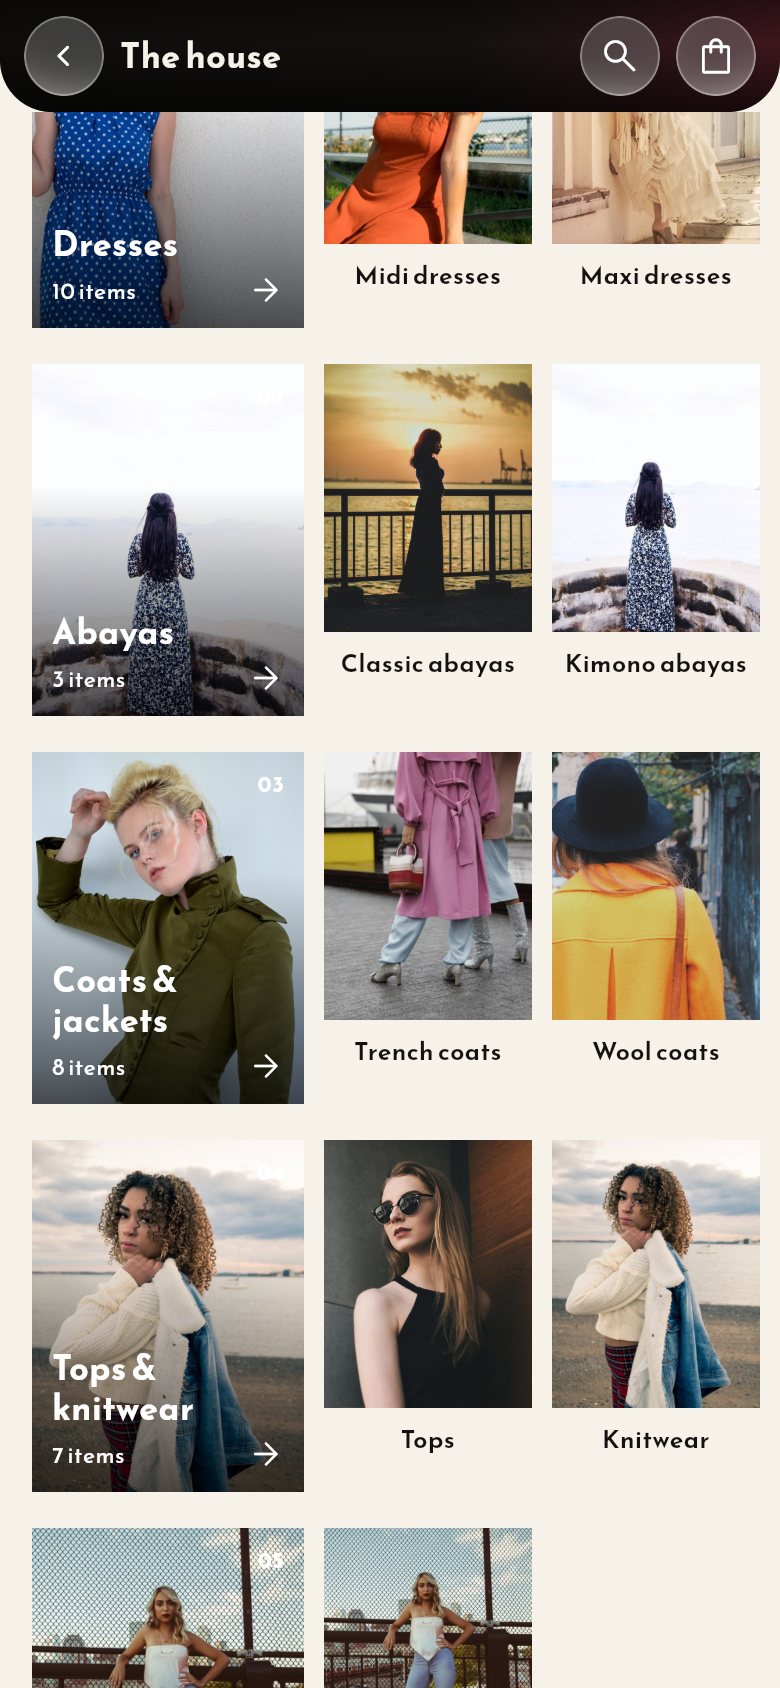 The house
Dresses
10 items
Midi dresses
Maxi dresses
02
Abayas
3 items
Classic abayas
Kimono abayas
03
Coats &
jackets
8 items
Trench coats
Wool coats
Tops &
knitwear
7 items
Tops
Knitwear
05